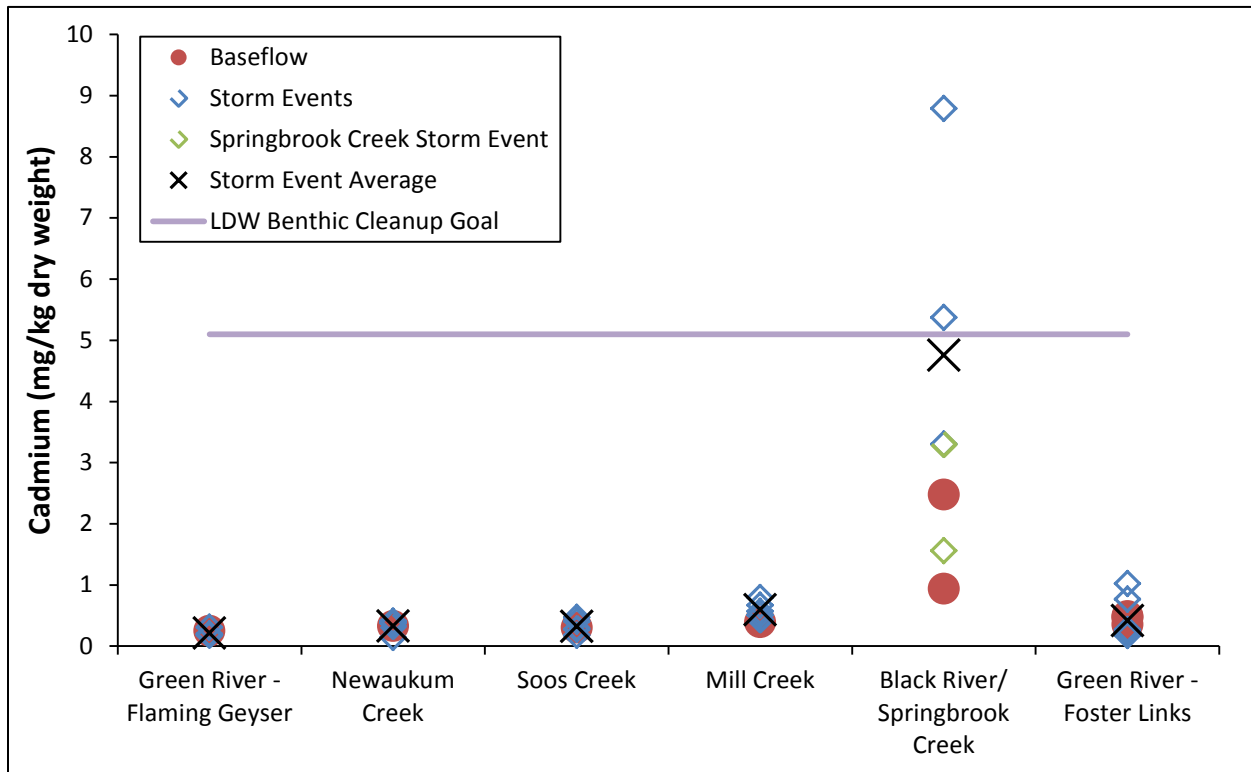 Cadmium (mg/kg dry weight)
10
9
8
7
6
5
4
3
2
1
0
Baseflow
Storm Events
Springbrook Creek Storm Event
Storm Event Average
LDW Benthic Cleanup Goal
Green River -
Flaming Geyser
Newaukum
Creek
Soos Creek
Mill Creek
Black River/
Springbrook
Creek
Green River -
Foster Links